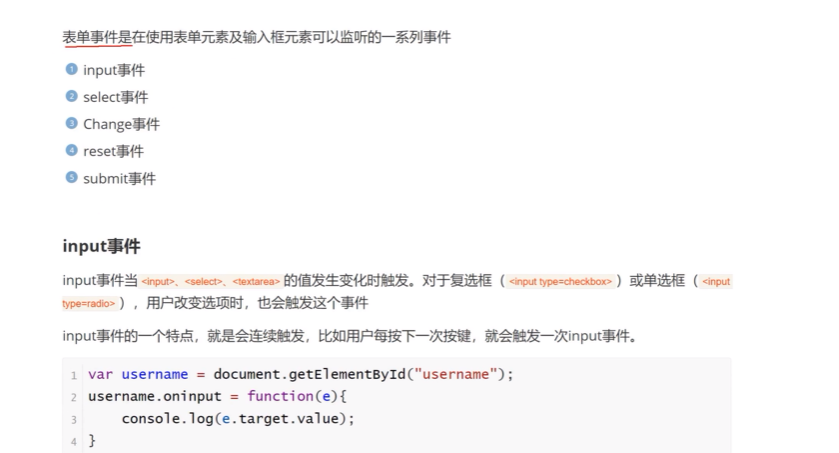 表单事件是在使用表单元素及输入框元素可以监听的一系列事件
1 input事件
2 select事件
3 Change事件
4 reset事件
5 submit事件
input事件
input事件当 <input>、<select>、<textarea> 的值发生变化时触发。对于复选框（ <input type=checkbox> ）或单选框（ <input
type=radio> ），用户改变选项时，也会触发这个事件
input事件的一个特点，就是会连续触发，比如用户每按下一次按键，就会触发一次input事件。
1 var username = document.getElementById("username");
2 username.oninput = function(e){
3     console.log(e.target.value);
4 }